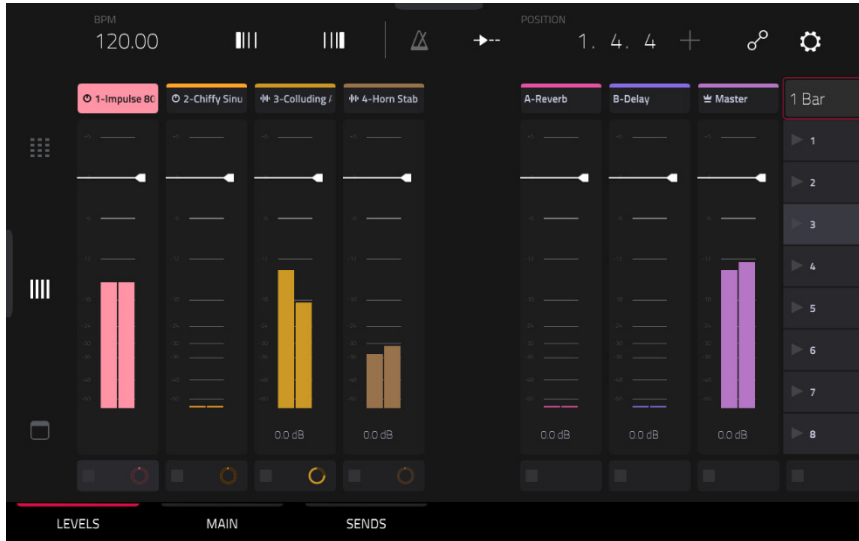 BPM
120.00
POSITION
1. 4. 4
1-Impulse 8C
2-Chiffy Sinu
3-Colluding
4-Horn Stab
A-Reverb
B-Delay
Master
1 Bar
1
2
3
4
5
6
7
8
0.0 dB
0.0 dB
0.0 dB
0.0 dB
0.0 dB
LEVELS
MAIN
SENDS